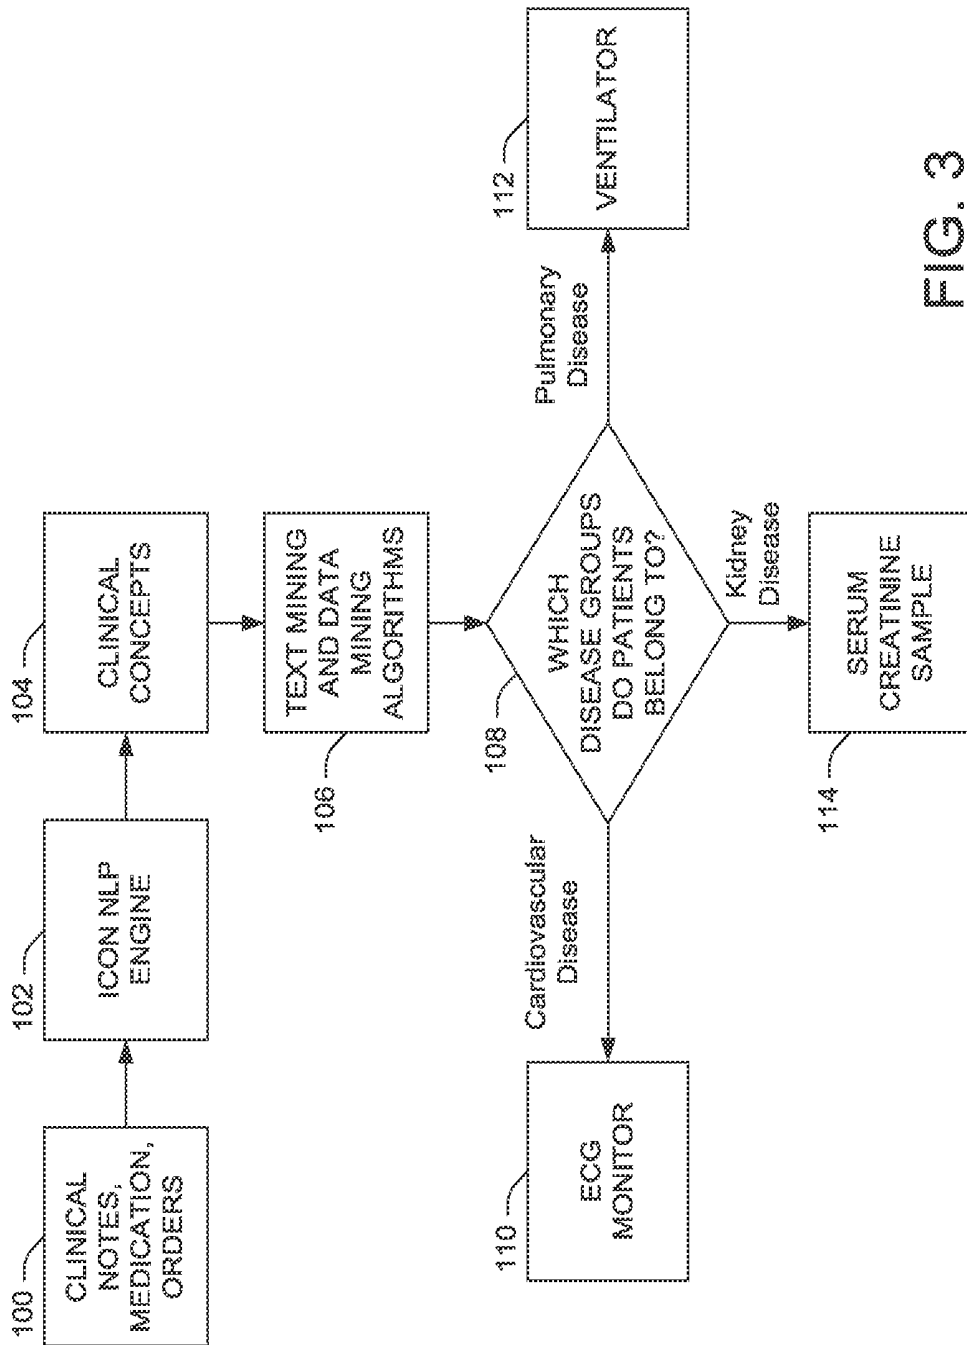 100
CLINICAL
NOTES,
MEDICATION,
ORDERS
102
ICON NLP
ENGINE
104
CLINICAL
CONCEPTS
106
TEXT MINING
AND DATA
MINING
ALGORITHMS
108
WHICH
DISEASE GROUPS
DO PATIENTS
BELONG TO?
Cardiovascular
Disease
110
ECG
MONITOR
Pulmonary
Disease
112
VENTILATOR
Kidney
Disease
114
SERUM
CREATININE
SAMPLE
FIG. 3